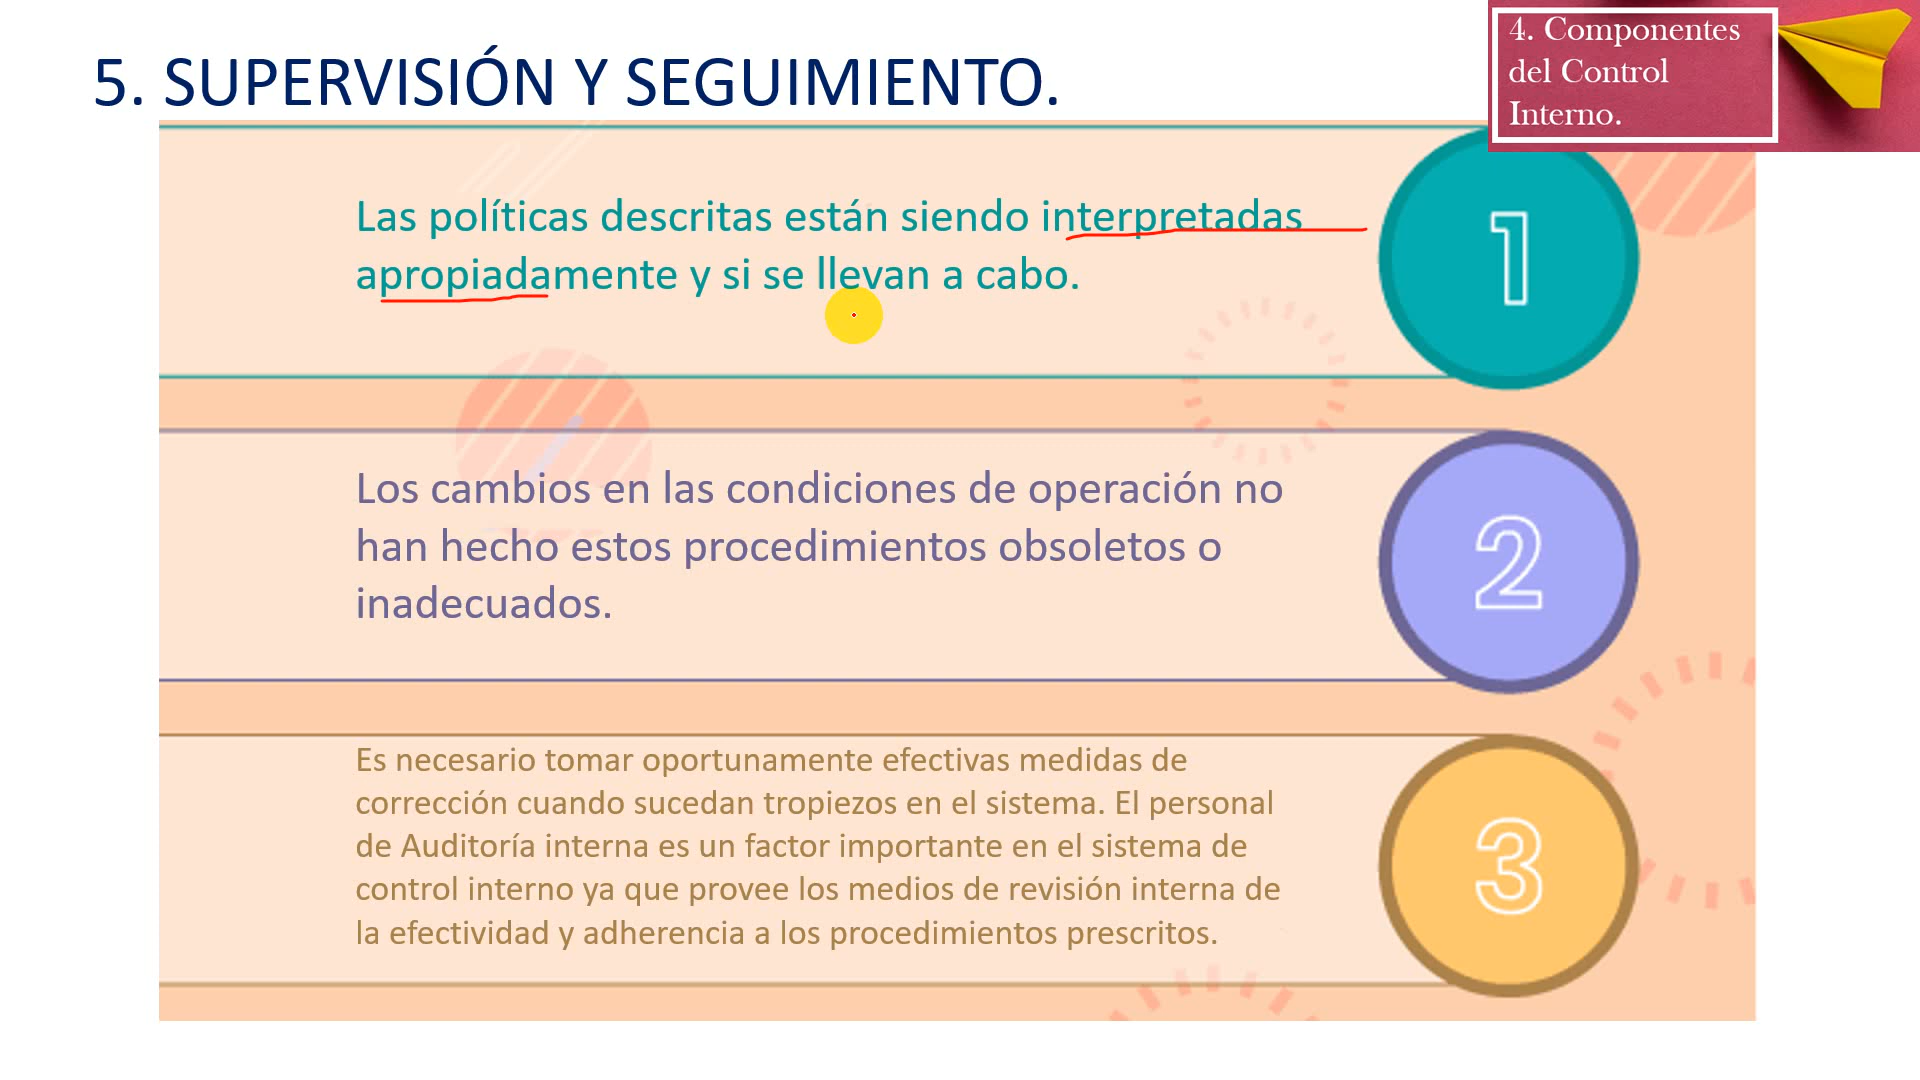 5. SUPERVISIÓN Y SEGUIMIENTO.
4. Componentes
del Control
Interno.
Las políticas descritas están siendo interpretadas
apropiadamente y si se llevan a cabo.
1
Los cambios en las condiciones de operación no
han hecho estos procedimientos obsoletos o
inadecuados.
2
Es necesario tomar oportunamente efectivas medidas de
corrección cuando sucedan tropiezos en el sistema. El personal
de Auditoría interna es un factor importante en el sistema de
control interno ya que provee los medios de revisión interna de
la efectividad y adherencia a los procedimientos prescritos.
3